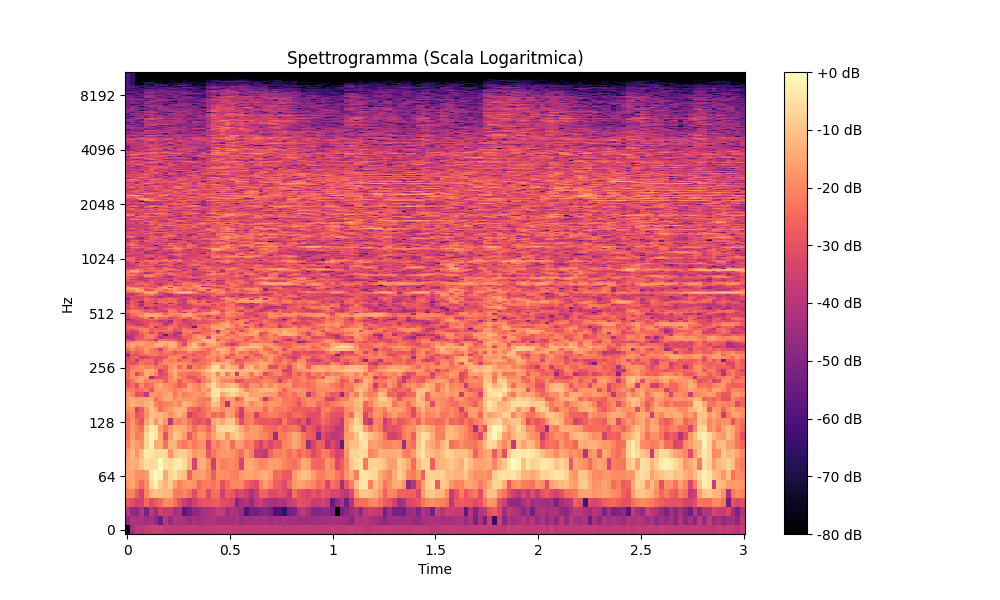 Spettrogramma (Scala Logaritmica)
Hz
8192
4096
2048
1024
512
256
128
64
0
0
0.5
1
1.5
2
2.5
3
Time
+0 dB
-10 dB
-20 dB
-30 dB
-40 dB
-50 dB
-60 dB
-70 dB
-80 dB